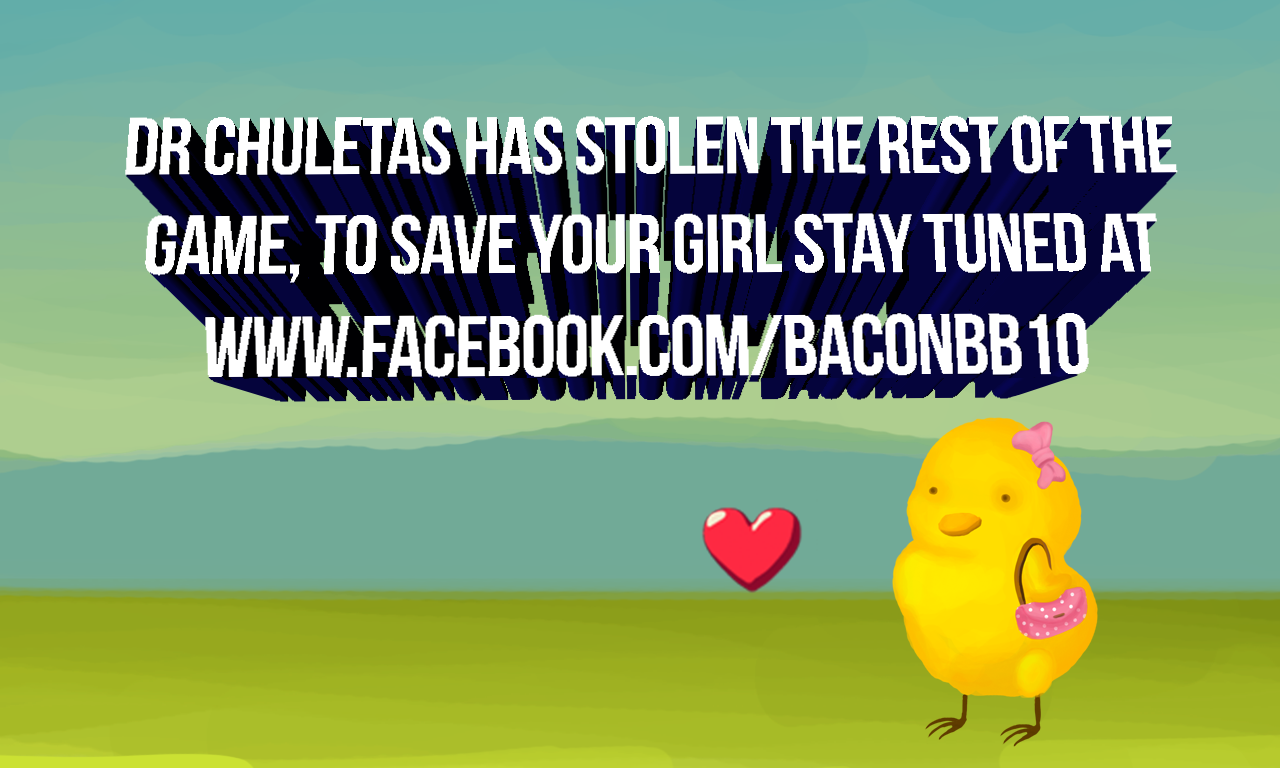 DR CHULETAS HAS STOLEN THE REST OF THE
GAME, TO SAVE YOUR GIRL STAY TUNED AT
WWW.FACEBOOK.COM/BACONBB10